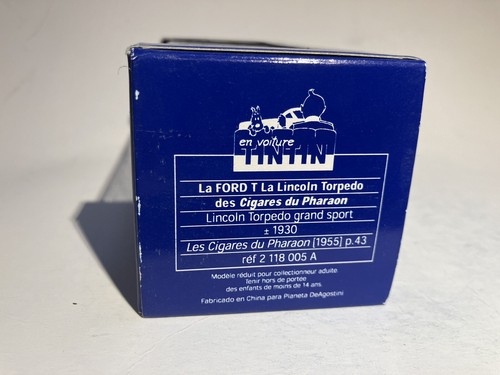 en voiture
TINTIN
La FORD T La Lincoln Torpedo
des Cigares du Pharaon
Lincoln Torpedo grand sport
± 1930
Les Cigares du Pharaon [1955] p.43
réf 2 118 005 A
Modèle réduit pour collectionneur adulte.
Tenir hors de portée
des enfants de moins de 14 ans.
Fabricado en China para Planeta DeAgostini